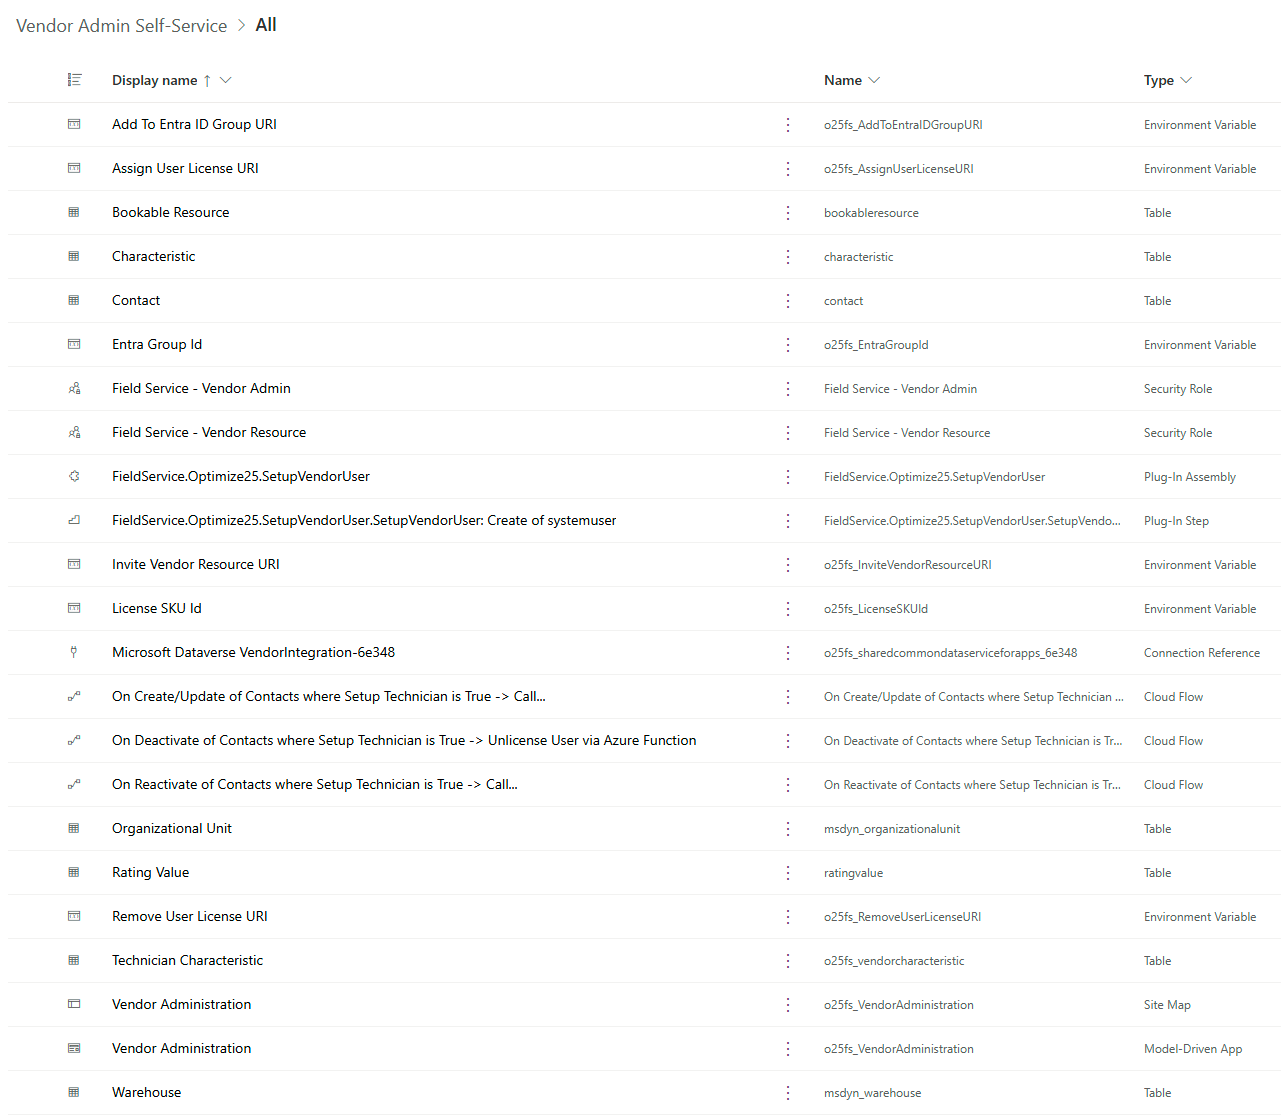 Vendor Admin Self-Service > All
Display name ↑ Name Type
Add To Entra ID Group URI o25fs_AddToEntraIDGroupURI Environment Variable
Assign User License URI o25fs_AssignUserLicenseURI Environment Variable
Bookable Resource bookableresource Table
Characteristic characteristic Table
Contact contact Table
Entra Group Id o25fs_EntraGroupId Environment Variable
Field Service - Vendor Admin Field Service - Vendor Admin Security Role
Field Service - Vendor Resource Field Service - Vendor Resource Security Role
FieldService.Optimize25.SetupVendorUser FieldService.Optimize25.SetupVendorUser Plug-In Assembly
FieldService.Optimize25.SetupVendorUser.SetupVendorUser: Create of systemuser FieldService.Optimize25.SetupVendorUser.SetupVendo... Plug-In Step
Invite Vendor Resource URI o25fs_InviteVendorResourceURI Environment Variable
License SKU Id o25fs_LicenseSKUId Environment Variable
Microsoft Dataverse VendorIntegration-6e348 o25fs_sharedcommondataserviceforapps_6e348 Connection Reference
On Create/Update of Contacts where Setup Technician is True -> Call... On Create/Update of Contacts where Setup Technician ... Cloud Flow
On Deactivate of Contacts where Setup Technician is True -> Unlicense User via Azure Function On Deactivate of Contacts where Setup Technician is Tr... Cloud Flow
On Reactivate of Contacts where Setup Technician is True -> Call... On Reactivate of Contacts where Setup Technician is Tr... Cloud Flow
Organizational Unit msdyn_organizationalunit Table
Rating Value ratingvalue Table
Remove User License URI o25fs_RemoveUserLicenseURI Environment Variable
Technician Characteristic o25fs_vendorcharacteristic Table
Vendor Administration o25fs_VendorAdministration Site Map
Vendor Administration o25fs_VendorAdministration Model-Driven App
Warehouse msdyn_warehouse Table